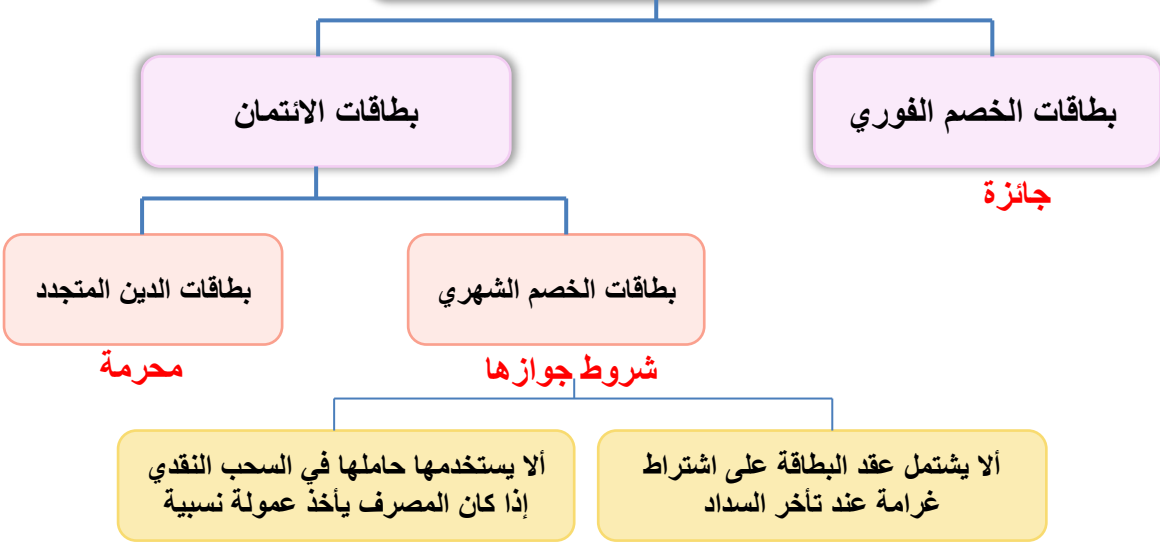 بطاقات الخصم الفوري
جائزة
بطاقات الائتمان
بطاقات الخصم الشهري
شروط جوازها
ألا يشتمل عقد البطاقة على اشتراط
غرامة عند تأخر السداد
ألا يستخدمها حاملها في السحب النقدي
إذا كان المصرف يأخذ عمولة نسبية
بطاقات الدين المتجدد
محرمة